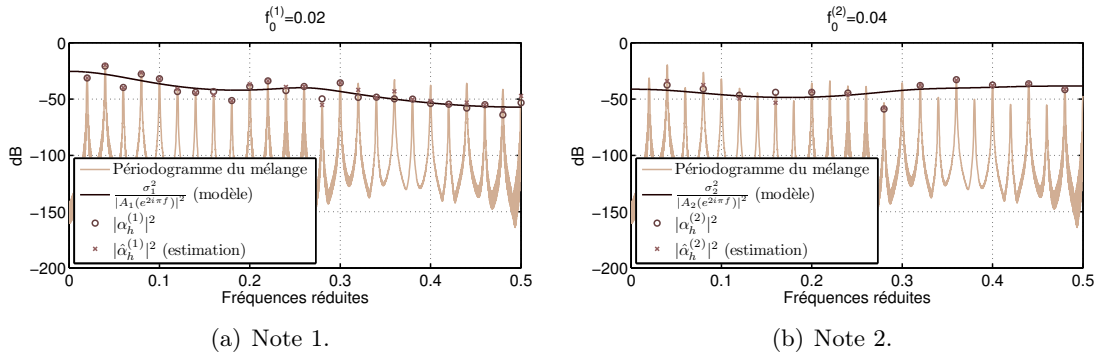 f_0^(1)=0.02
0
−50
−100
−150
−200
dB
Périodogramme du mélange
σ_1^2 / |A_1(e^{2iπf})|^2 (modèle)
|α_h^(1)|^2
|α̂_h^(1)|^2 (estimation)
0 0.1 0.2 0.3 0.4 0.5
Fréquences réduites
(a) Note 1.
f_0^(2)=0.04
0
−50
−100
−150
−200
dB
Périodogramme du mélange
σ_2^2 / |A_2(e^{2iπf})|^2 (modèle)
|α_h^(2)|^2
|α̂_h^(2)|^2 (estimation)
0 0.1 0.2 0.3 0.4 0.5
Fréquences réduites
(b) Note 2.